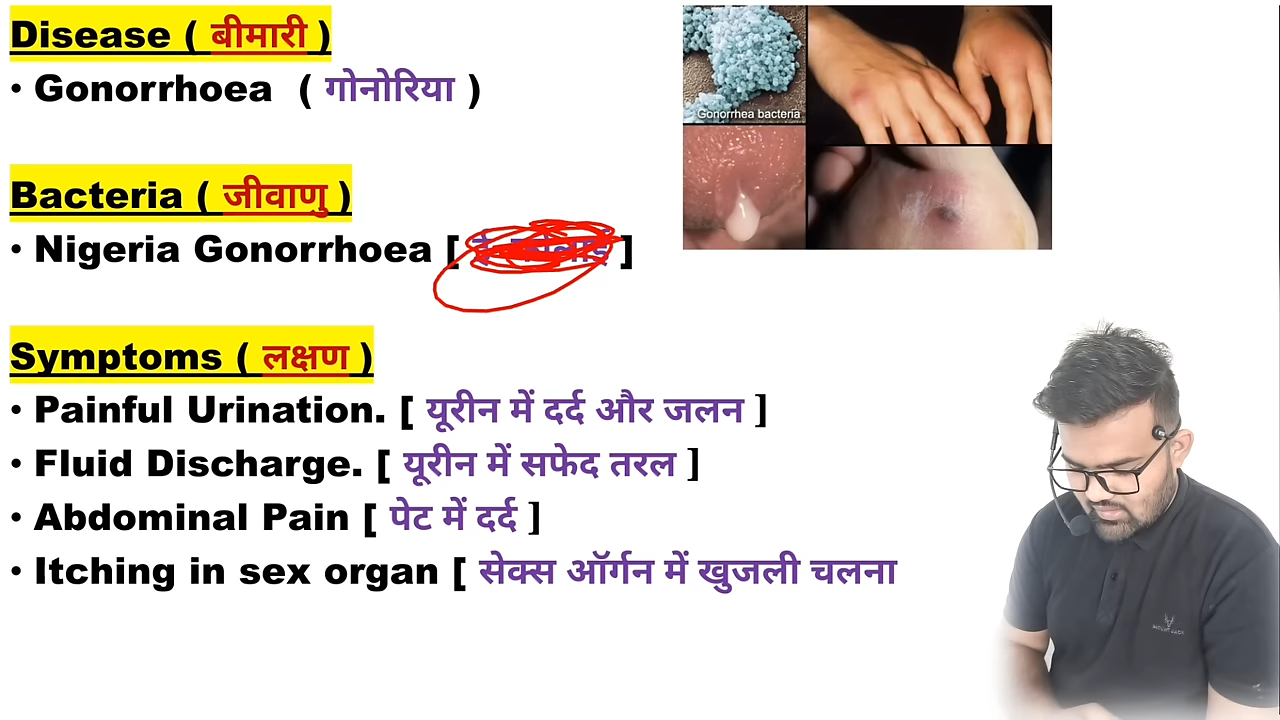 Disease ( बीमारी )
• Gonorrhoea ( गोनोरिया )
Gonorrhea bacteria
Bacteria ( जीवाणु )
• Nigeria Gonorrhoea [ ]
Symptoms ( लक्षण )
• Painful Urination. [ यूरीन में दर्द और जलन ]
• Fluid Discharge. [ यूरीन में सफेद तरल ]
• Abdominal Pain [ पेट में दर्द ]
• Itching in sex organ [ सेक्स ऑर्गन में खुजली चलना